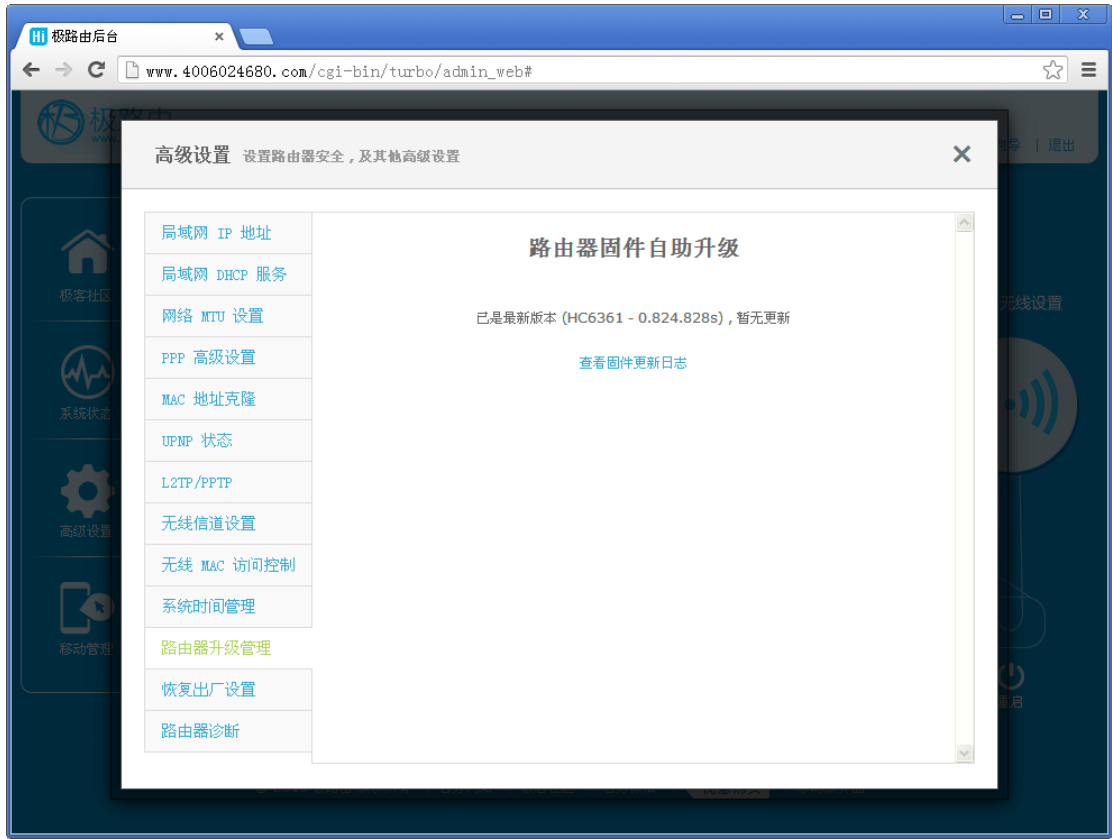 极路由后台
www.4006024680.com/cgi-bin/turbo/admin_web#
极路由
www.
导 | 退出
高级设置 设置路由器安全，及其他高级设置
极客社区
系统状态
高级设置
移动管理
局域网 IP 地址
局域网 DHCP 服务
网络 MTU 设置
PPP 高级设置
MAC 地址克隆
UPNP 状态
L2TP/PPTP
无线信道设置
无线 MAC 访问控制
系统时间管理
路由器升级管理
恢复出厂设置
路由器诊断
路由器固件自助升级
已是最新版本 (HC6361 - 0.824.828s)，暂无更新
查看固件更新日志
无线设置
重启